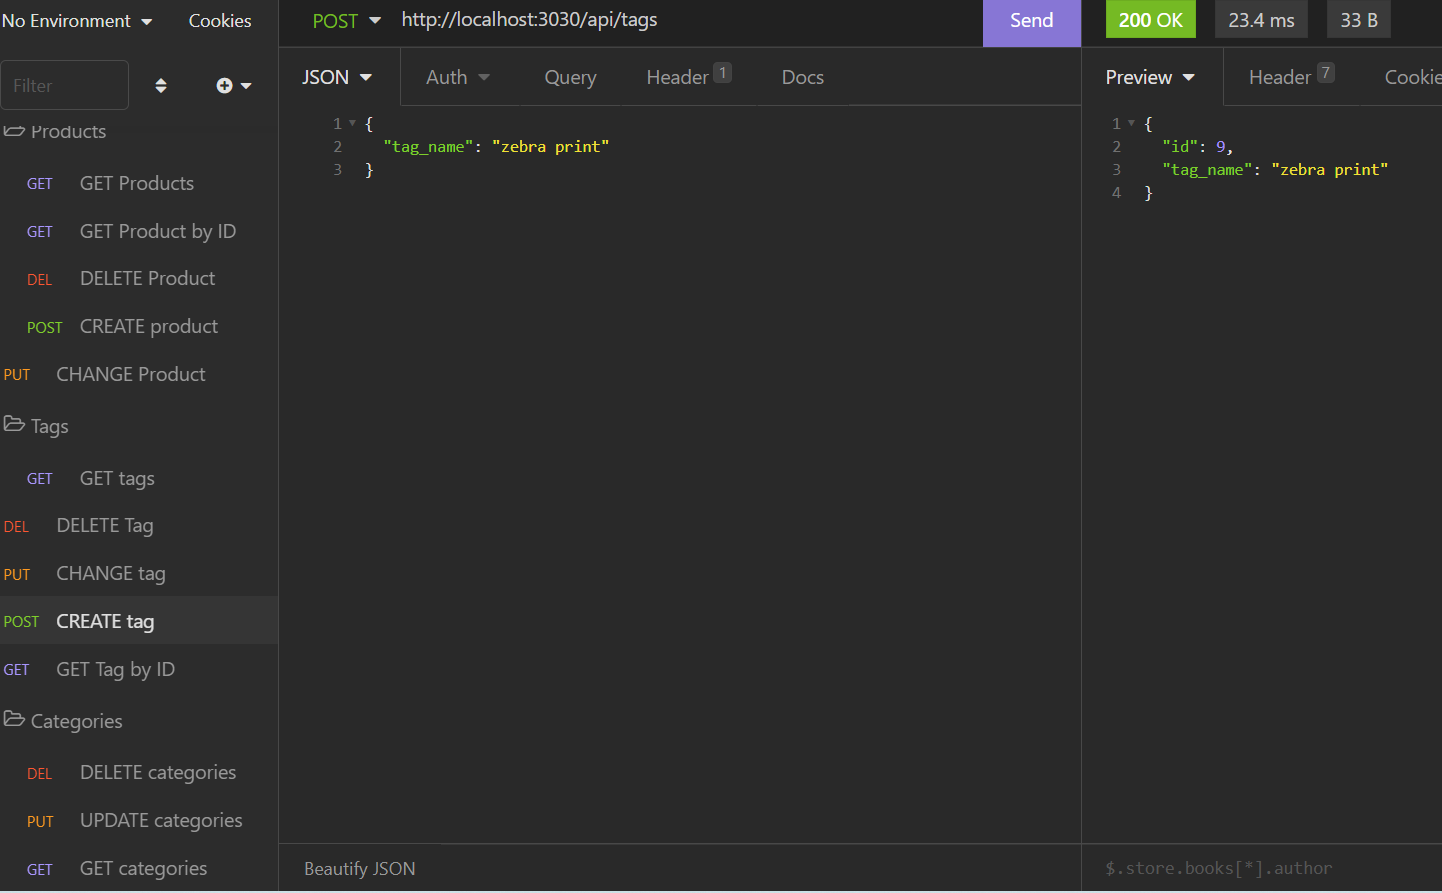 No Environment Cookies
Filter
Products
GET GET Products
GET GET Product by ID
DEL DELETE Product
POST CREATE product
PUT CHANGE Product
Tags
GET GET tags
DEL DELETE Tag
PUT CHANGE tag
POST CREATE tag
GET GET Tag by ID
Categories
DEL DELETE categories
PUT UPDATE categories
GET GET categories
POST http://localhost:3030/api/tags Send
JSON Auth Query Header 1 Docs
1 {
2 "tag_name": "zebra print"
3 }
Beautify JSON
200 OK 23.4 ms 33 B
Preview Header 7 Cookie
1 {
2 "id": 9,
3 "tag_name": "zebra print"
4 }
$.store.books[*].author